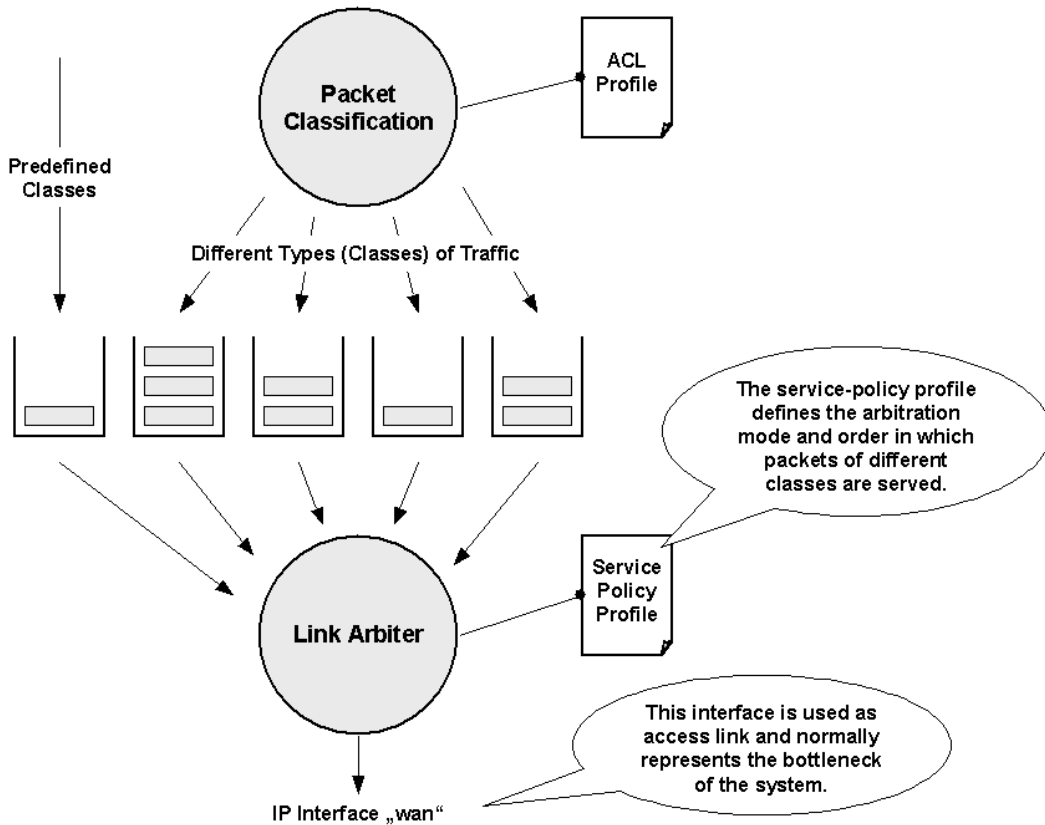 Packet
Classification
ACL
Profile
Predefined
Classes
Different Types (Classes) of Traffic
The service-policy profile
defines the arbitration
mode and order in which
packets of different
classes are served.
Service
Policy
Profile
Link Arbiter
This interface is used as
access link and normally
represents the bottleneck
of the system.
IP Interface „wan“